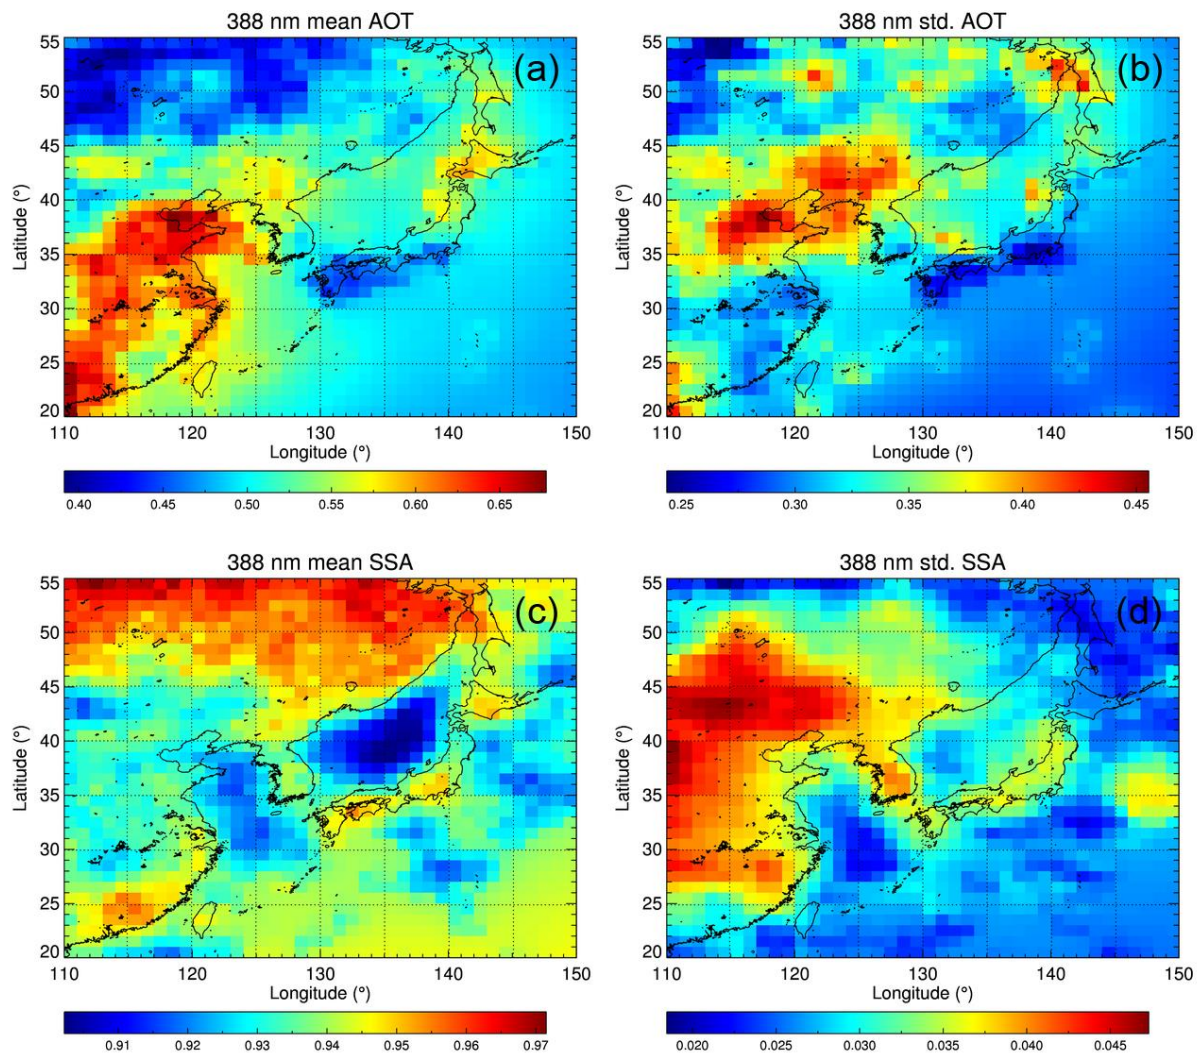 388 nm mean AOT
(a)
Latitude (°)
55
50
45
40
35
30
25
20
110 120 130 140 150
Longitude (°)
0.40 0.45 0.50 0.55 0.60 0.65
388 nm std. AOT
(b)
Latitude (°)
55
50
45
40
35
30
25
20
110 120 130 140 150
Longitude (°)
0.25 0.30 0.35 0.40 0.45
388 nm mean SSA
(c)
Latitude (°)
55
50
45
40
35
30
25
20
110 120 130 140 150
Longitude (°)
0.91 0.92 0.93 0.94 0.95 0.96 0.97
388 nm std. SSA
(d)
Latitude (°)
55
50
45
40
35
30
25
20
110 120 130 140 150
Longitude (°)
0.020 0.025 0.030 0.035 0.040 0.045